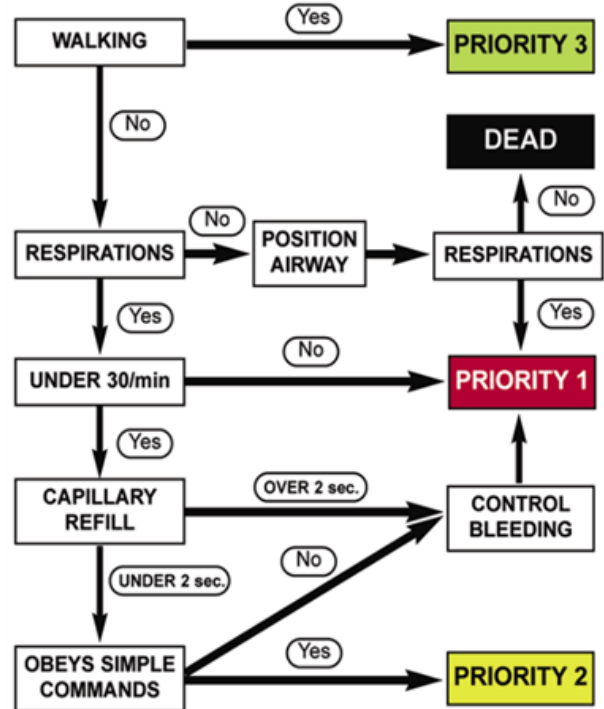 WALKING
Yes
PRIORITY 3
No
DEAD
No
RESPIRATIONS
No
POSITION
AIRWAY
RESPIRATIONS
Yes
Yes
UNDER 30/min
No
PRIORITY 1
Yes
CAPILLARY
REFILL
OVER 2 sec.
CONTROL
BLEEDING
UNDER 2 sec.
No
OBEYS SIMPLE
COMMANDS
Yes
PRIORITY 2